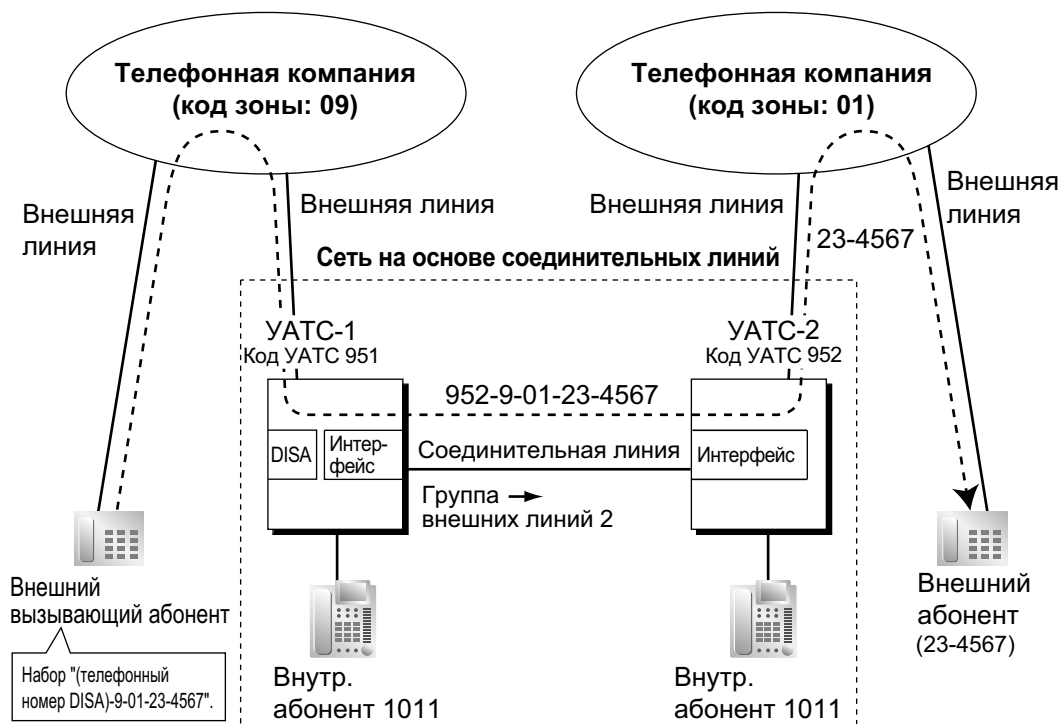 Телефонная компания
(код зоны: 09)
Телефонная компания
(код зоны: 01)
Внешняя
линия
Внешняя линия
Внешняя линия
Внешняя
линия
23-4567
Сеть на основе соединительных линий
УАТС-1
Код УАТС 951
УАТС-2
Код УАТС 952
952-9-01-23-4567
DISA
Интер-
фейс
Соединительная линия
Интерфейс
Группа
внешних линий 2
Внешний
вызывающий абонент
Набор "(телефонный
номер DISA)-9-01-23-4567".
Внутр.
абонент 1011
Внутр.
абонент 1011
Внешний
абонент
(23-4567)